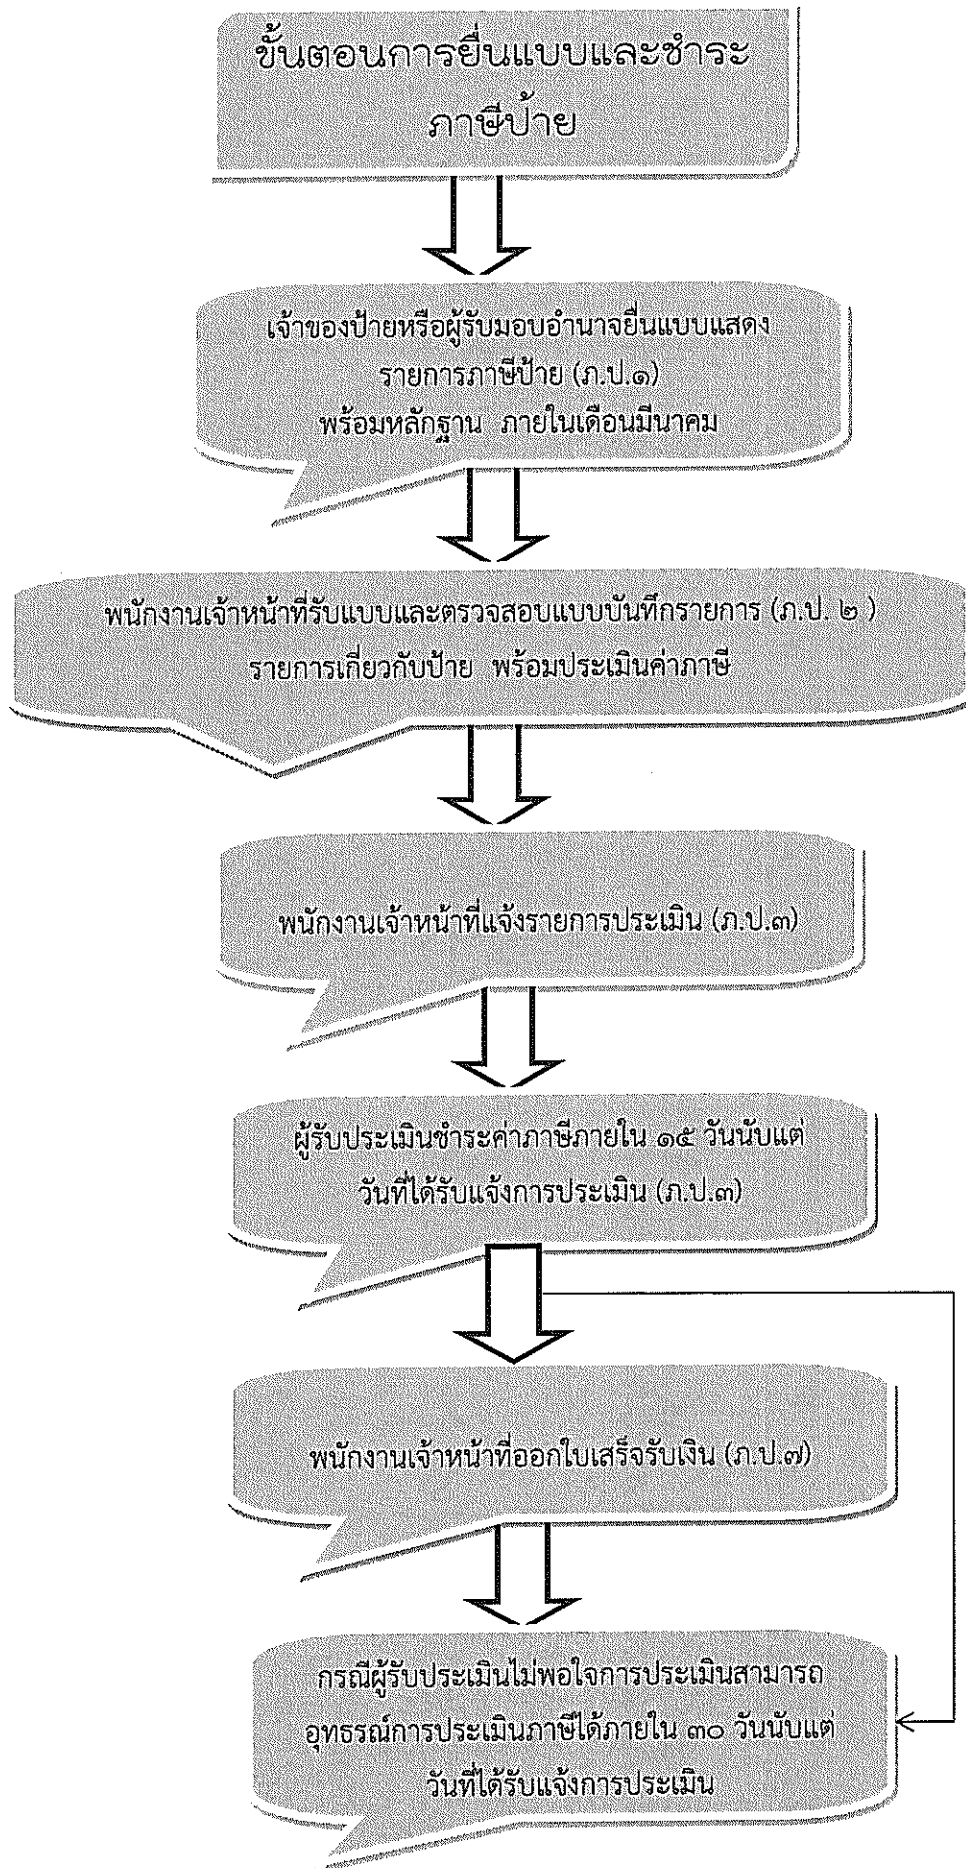 ขั้นตอนการยื่นแบบและชำระ
ภาษีป้าย
เจ้าของป้ายหรือผู้รับมอบอำนาจยื่นแบบแสดง
รายการภาษีป้าย (ภ.ป.๑)
พร้อมหลักฐาน ภายในเดือนมีนาคม
พนักงานเจ้าหน้าที่รับแบบและตรวจสอบแบบบันทึกรายการ (ภ.ป. ๒ )
รายการเกี่ยวกับป้าย พร้อมประเมินค่าภาษี
พนักงานเจ้าหน้าที่แจ้งรายการประเมิน (ภ.ป.๓)
ผู้รับประเมินชำระค่าภาษีภายใน ๑๕ วันนับแต่
วันที่ได้รับแจ้งการประเมิน (ภ.ป.๓)
พนักงานเจ้าหน้าที่ออกใบเสร็จรับเงิน (ภ.ป.๗)
กรณีผู้รับประเมินไม่พอใจการประเมินสามารถ
อุทธรณ์การประเมินภาษีได้ภายใน ๓๐ วันนับแต่
วันที่ได้รับแจ้งการประเมิน